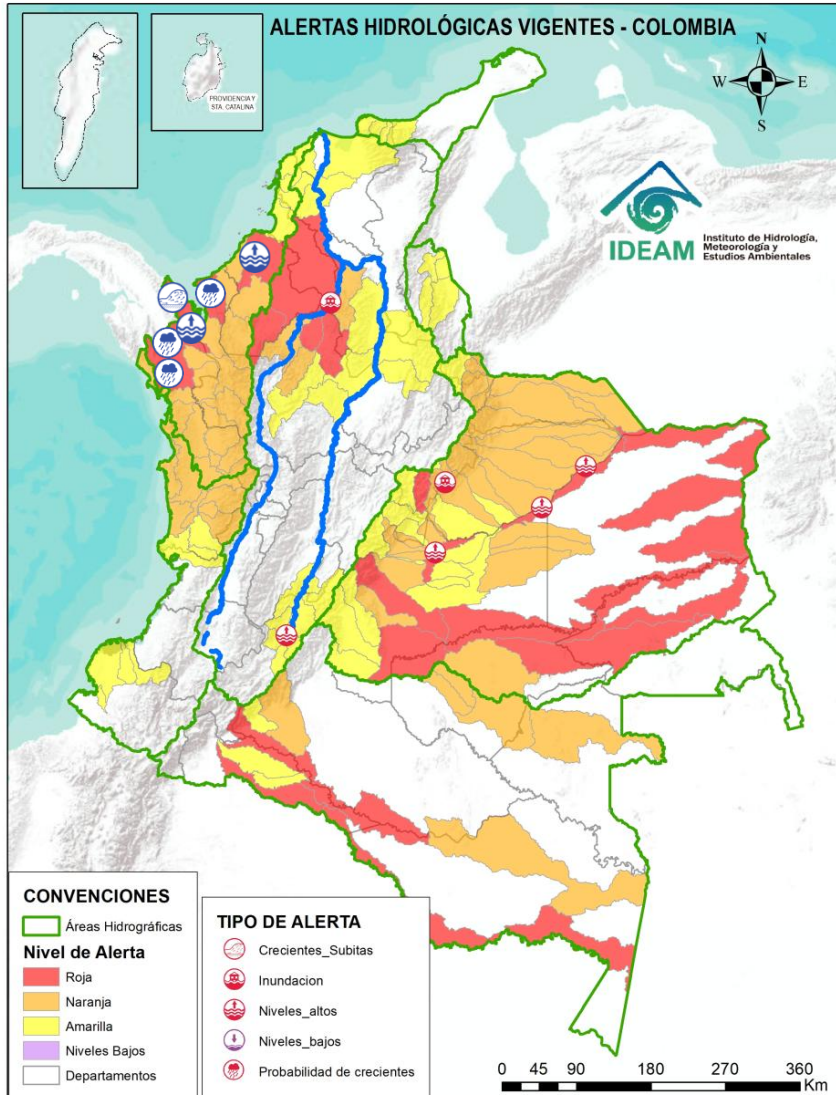 ALERTAS HIDROLÓGICAS VIGENTES - COLOMBIA
PROVIDENCIA Y
STA. CATALINA
N
W
E
S
IDEAM
Instituto de Hidrología,
Meteorología y
Estudios Ambientales
CONVENCIONES
Áreas Hidrográficas
Nivel de Alerta
Roja
Naranja
Amarilla
Niveles Bajos
Departamentos
TIPO DE ALERTA
Crecientes_Subitas
Inundacion
Niveles_altos
Niveles_bajos
Probabilidad de crecientes
0 45 90 180 270 360
Km